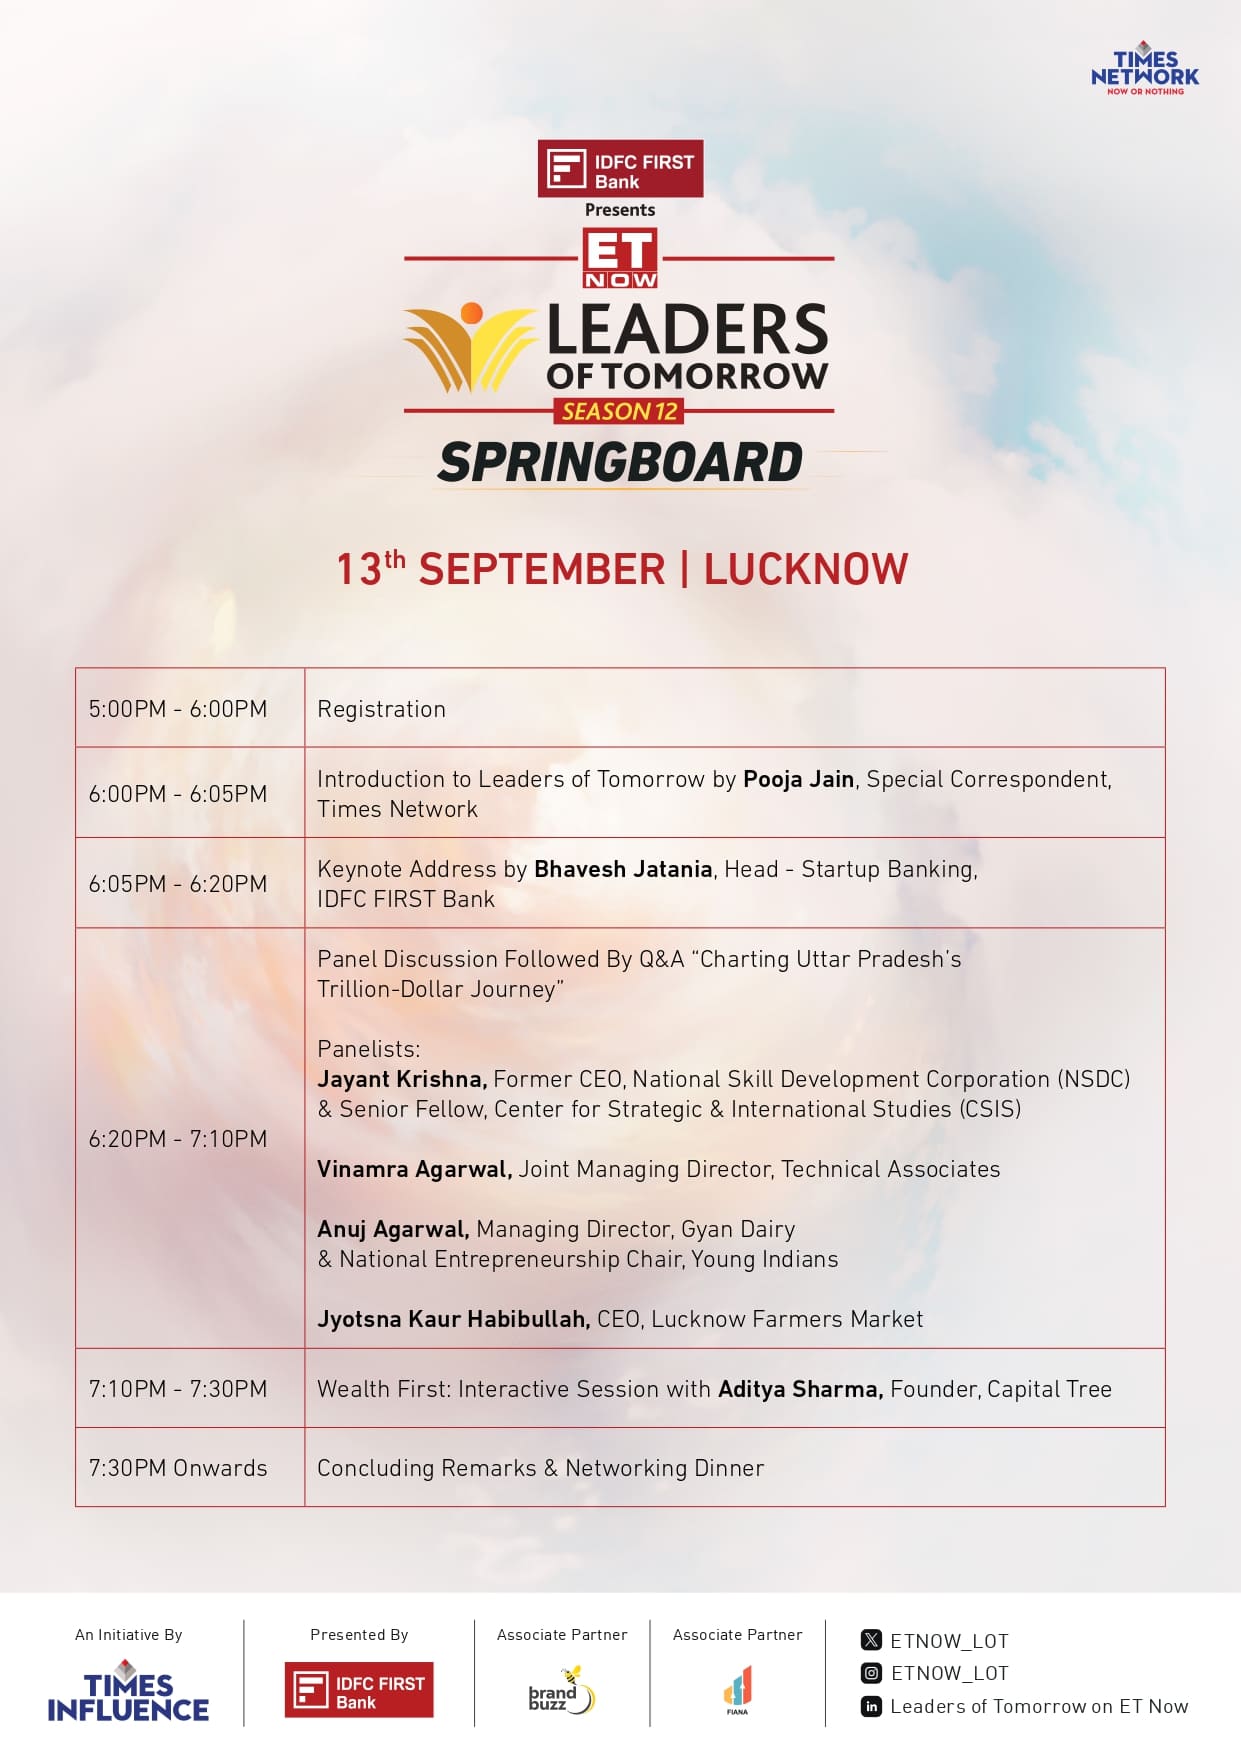 TIMES
NETWORK
NOW OR NOTHING
IDFC FIRST
Bank
Presents
ET
NOW
LEADERS
OF TOMORROW
SEASON 12
SPRINGBOARD
13th SEPTEMBER | LUCKNOW
5:00PM - 6:00PM
Registration
6:00PM - 6:05PM
Introduction to Leaders of Tomorrow by Pooja Jain, Special Correspondent,
Times Network
6:05PM - 6:20PM
Keynote Address by Bhavesh Jatania, Head - Startup Banking,
IDFC FIRST Bank
6:20PM - 7:10PM
Panel Discussion Followed By Q&A “Charting Uttar Pradesh’s
Trillion-Dollar Journey”
Panelists:
Jayant Krishna, Former CEO, National Skill Development Corporation (NSDC)
& Senior Fellow, Center for Strategic & International Studies (CSIS)
Vinamra Agarwal, Joint Managing Director, Technical Associates
Anuj Agarwal, Managing Director, Gyan Dairy
& National Entrepreneurship Chair, Young Indians
Jyotsna Kaur Habibullah, CEO, Lucknow Farmers Market
7:10PM - 7:30PM
Wealth First: Interactive Session with Aditya Sharma, Founder, Capital Tree
7:30PM Onwards
Concluding Remarks & Networking Dinner
An Initiative By
TIMES
INFLUENCE
Presented By
IDFC FIRST
Bank
Associate Partner
brand
buzz
Associate Partner
FIANA
ETNOW_LOT
ETNOW_LOT
in Leaders of Tomorrow on ET Now